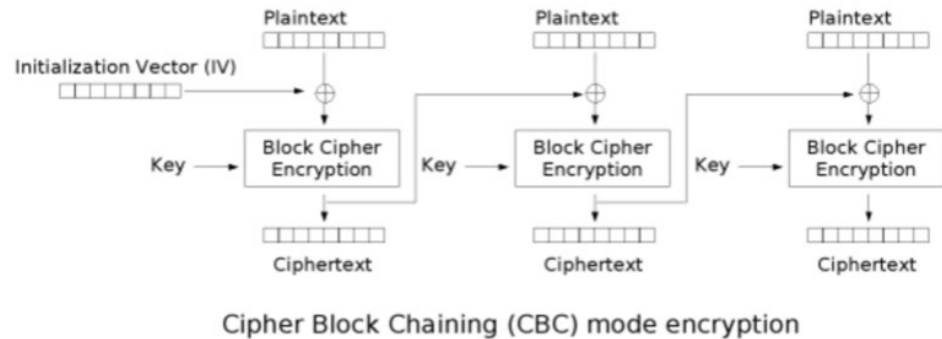 Plaintext Plaintext Plaintext
Initialization Vector (IV)
Key Block Cipher Encryption Key Block Cipher Encryption Key Block Cipher Encryption
Ciphertext Ciphertext Ciphertext
Cipher Block Chaining (CBC) mode encryption